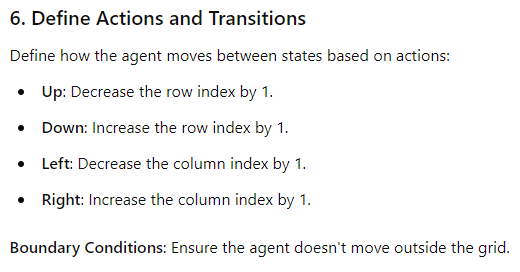 6. Define Actions and Transitions
Define how the agent moves between states based on actions:
• Up: Decrease the row index by 1.
• Down: Increase the row index by 1.
• Left: Decrease the column index by 1.
• Right: Increase the column index by 1.
Boundary Conditions: Ensure the agent doesn't move outside the grid.